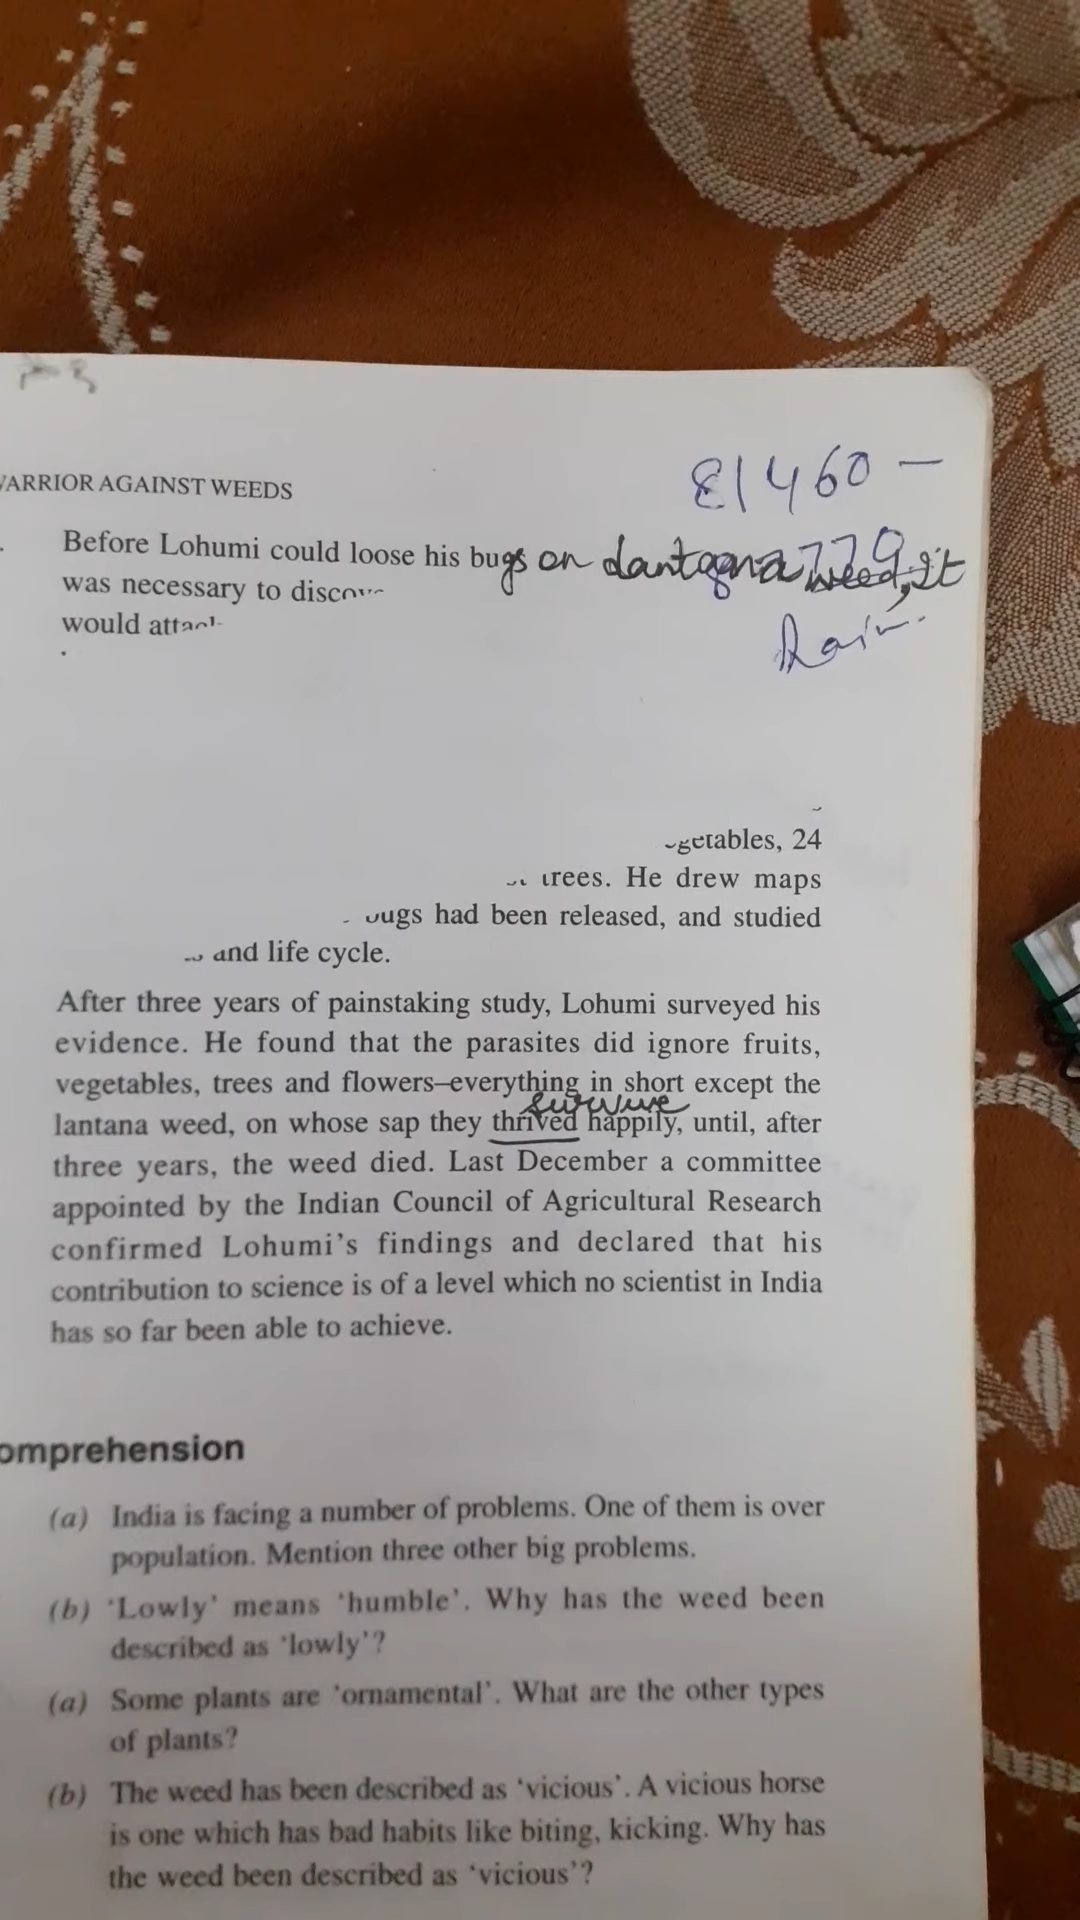 WARRIOR AGAINST WEEDS
81460-
Before Lohumi could loose his bugs on lantana weed, it
770
was necessary to
would
Rain.
24
trees. He drew maps
bugs had been released, and studied
and life cycle.
After three years of painstaking study, Lohumi surveyed his
evidence. He found that the parasites did ignore fruits,
vegetables, trees and flowers–everything in short except the
survive
lantana weed, on whose sap they thrived happily, until, after
three years, the weed died. Last December a committee
appointed by the Indian Council of Agricultural Research
confirmed Lohumi's findings and declared that his
contribution to science is of a level which no scientist in India
has so far been able to achieve.
omprehension
(a) India is facing a number of problems. One of them is over
population. Mention three other big problems.
(b) 'Lowly' means 'humble'. Why has the weed been
described as 'lowly'?
(a) Some plants are 'ornamental'. What are the other types
of plants?
(b) The weed has been described as 'vicious'. A vicious horse
is one which has bad habits like biting, kicking. Why has
the weed been described as 'vicious'?